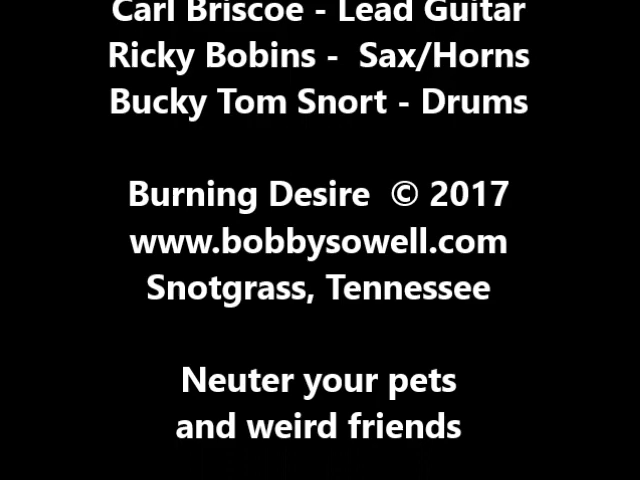 Carl Briscoe - Lead Guitar
Ricky Bobins - Sax/Horns
Bucky Tom Snort - Drums
Burning Desire © 2017
www.bobbysowell.com
Snotgrass, Tennessee
Neuter your pets
and weird friends